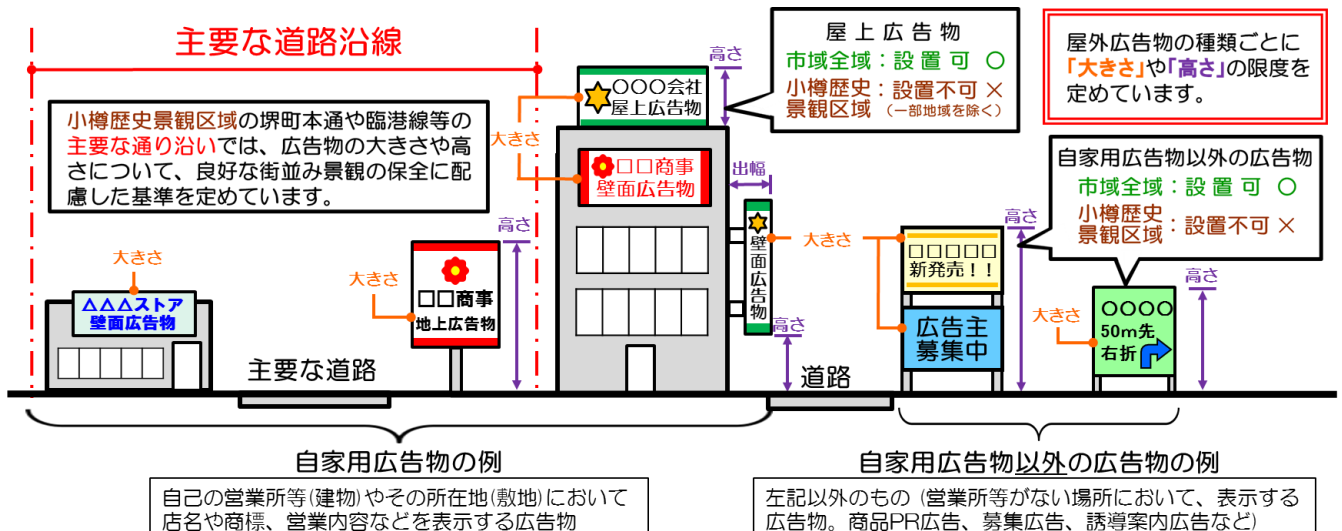 主要な道路沿線
小樽歴史景観区域の堺町本通や臨港線等の
主要な通り沿いでは、広告物の大きさや高
さについて、良好な街並み景観の保全に配
慮した基準を定めています。
大きさ
△△△ストア
壁面広告物
主要な道路
大きさ
□□商事
地上広告物
高さ
〇〇〇会社
屋上広告物
高さ
大きさ
□□商事
壁面広告物
出幅
壁面広告物
高さ
大きさ
道路
屋上広告物
市域全域：設置可 〇
小樽歴史
景観区域
：設置不可 ×
（一部地域を除く）
屋外広告物の種類ごとに
「大きさ」や「高さ」の限度を
定めています。
自家用広告物以外の広告物
市域全域：設置可 〇
小樽歴史
景観区域
：設置不可 ×
□□□□□
新発売！！
広告主
募集中
高さ
大きさ
〇〇〇〇
50m先
右折
高さ
自家用広告物の例
自己の営業所等(建物)やその所在地(敷地)において
店名や商標、営業内容などを表示する広告物
自家用広告物以外の広告物の例
左記以外のもの（営業所等がない場所において、表示する
広告物。商品PR広告、募集広告、誘導案内広告など）